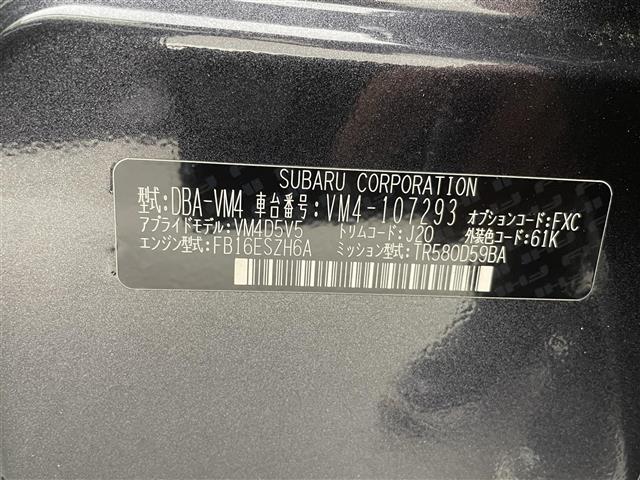 SUBARU CORPORATION
型式:DBA-VM4 車台番号:VM4-107293 オプションコード:FXC
アプライドモデル:VM4D5V5 トリムコード:J20 外装色コード:61K
エンジン型式:FB16ESZH6A ミッション型式:TR580D59BA